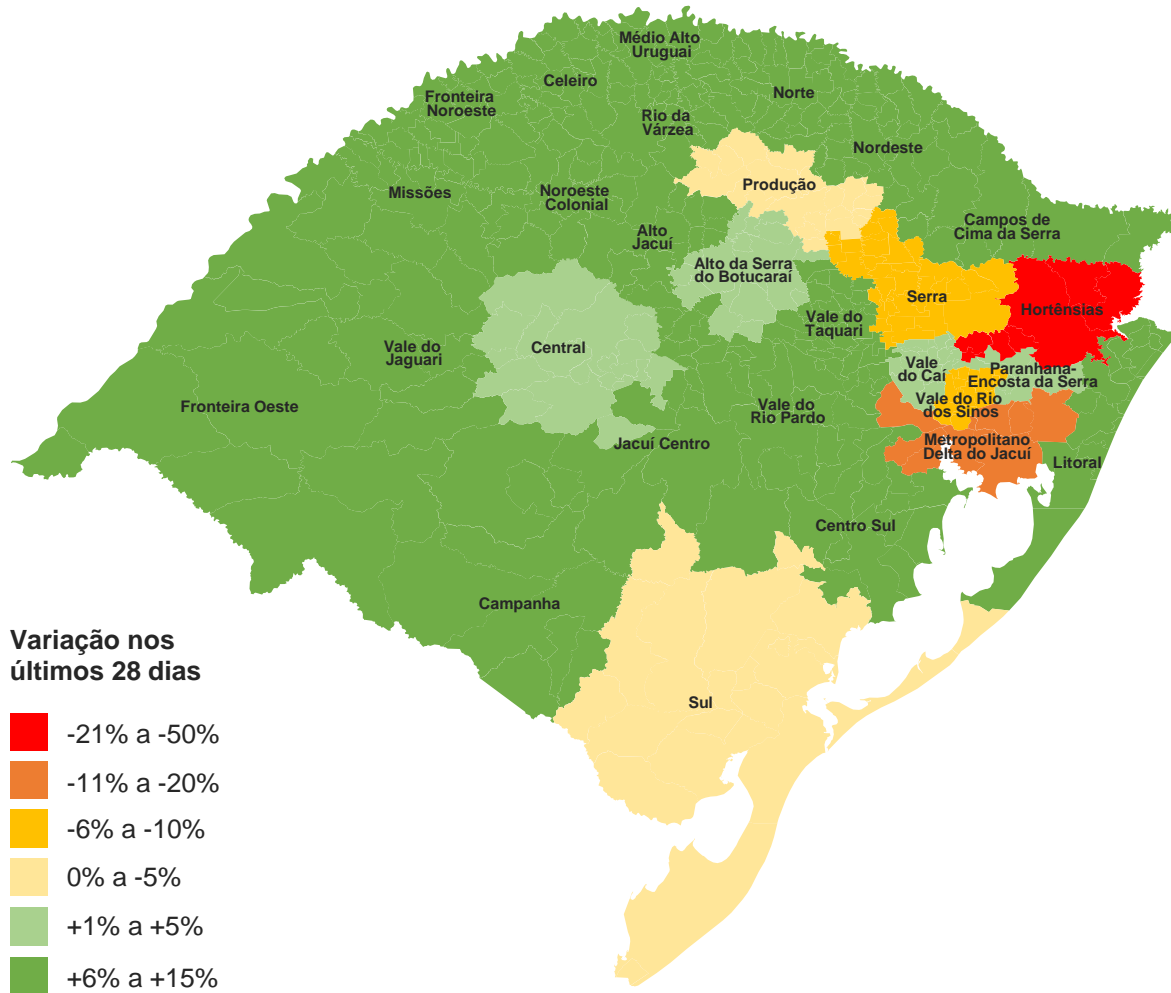 Médio Alto
Uruguai
Celeiro
Norte
Fronteira
Noroeste
Rio da
Várzea
Nordeste
Produção
Missões
Noroeste
Colonial
Campos de
Cima da Serra
Alto
Jacuí
Alto da Serra
do Botucaraí
Serra
Hortênsias
Vale do
Taquari
Vale do
Jaguari
Central
Vale
do Caí
Paranhana-
Encosta da Serra
Fronteira Oeste
Vale do
Rio Pardo
Vale do Rio
dos Sinos
Jacuí Centro
Metropolitano
Delta do Jacuí
Litoral
Centro Sul
Campanha
Sul
Variação nos
últimos 28 dias
-21% a -50%
-11% a -20%
-6% a -10%
0% a -5%
+1% a +5%
+6% a +15%